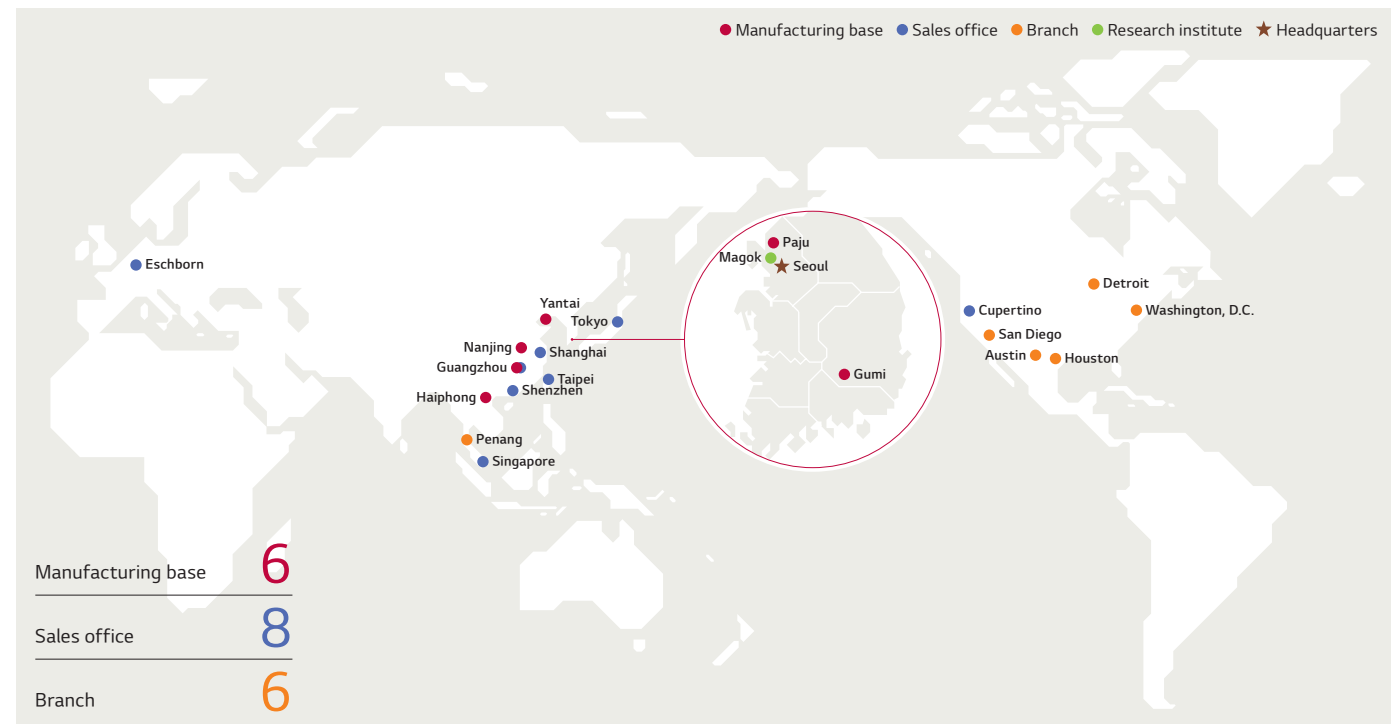 Manufacturing base Sales office Branch Research institute Headquarters
Eschborn
Yantai
Tokyo
Nanjing
Shanghai
Guangzhou
Taipei
Shenzhen
Haiphong
Penang
Singapore
Paju
Magok
Seoul
Gumi
Detroit
Cupertino
Washington, D.C.
San Diego
Austin
Houston
Manufacturing base 6
Sales office 8
Branch 6